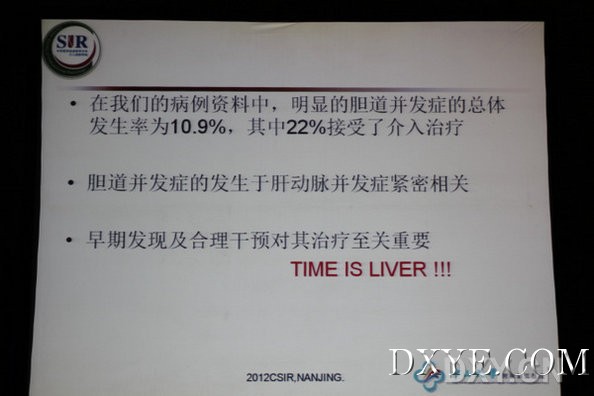 SIR
• 在我们的病例资料中，明显的胆道并发症的总体
发生率为10.9%，其中22%接受了介入治疗
• 胆道并发症的发生于肝动脉并发症紧密相关
• 早期发现及合理干预对其治疗至关重要
TIME IS LIVER !!!
2012CSIR,NANJING.
DXYE.COM